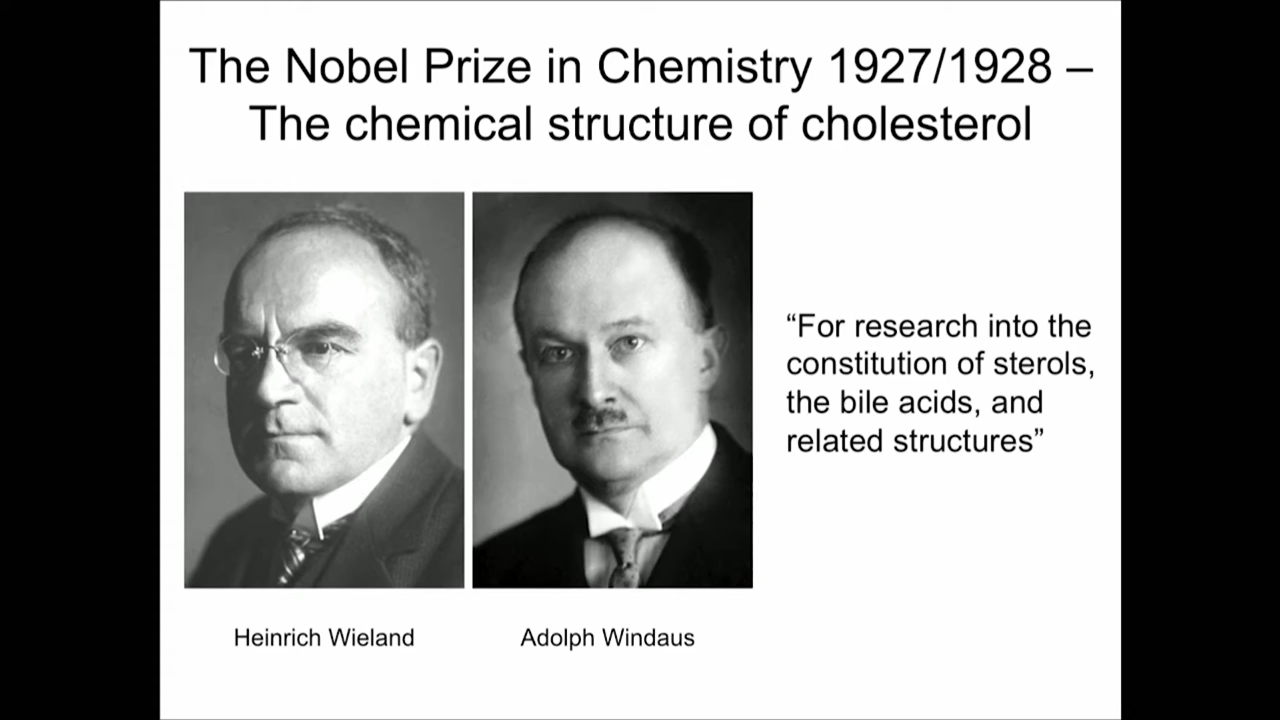 The Nobel Prize in Chemistry 1927/1928 –
The chemical structure of cholesterol
“For research into the
constitution of sterols,
the bile acids, and
related structures”
Heinrich Wieland
Adolph Windaus